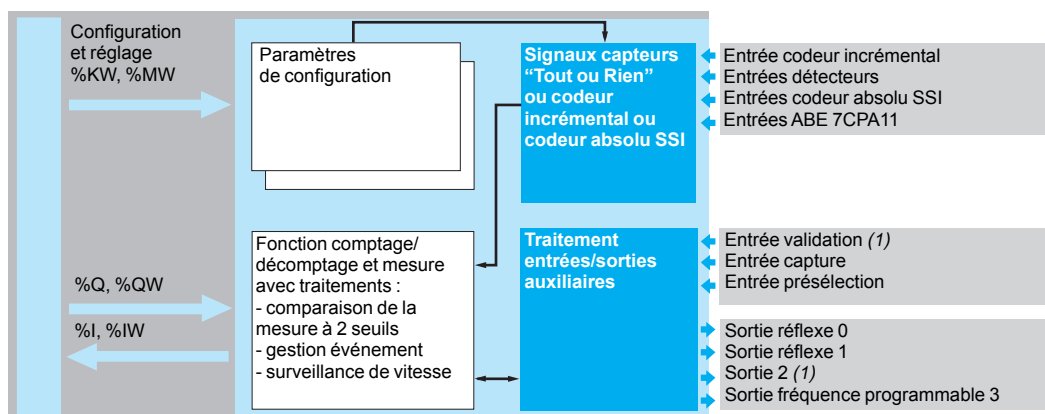 Configuration
et réglage
%KW, %MW
Paramètres
de configuration
Signaux capteurs
“Tout ou Rien”
ou codeur
incrémental ou
codeur absolu SSI
Entrée codeur incrémental
Entrées détecteurs
Entrées codeur absolu SSI
Entrées ABE 7CPA11
%Q, %QW
%I, %IW
Fonction comptage/
décomptage et mesure
avec traitements :
- comparaison de la
mesure à 2 seuils
- gestion événement
- surveillance de vitesse
Traitement
entrées/sorties
auxiliaires
Entrée validation (1)
Entrée capture
Entrée présélection
Sortie réflexe 0
Sortie réflexe 1
Sortie 2 (1)
Sortie fréquence programmable 3